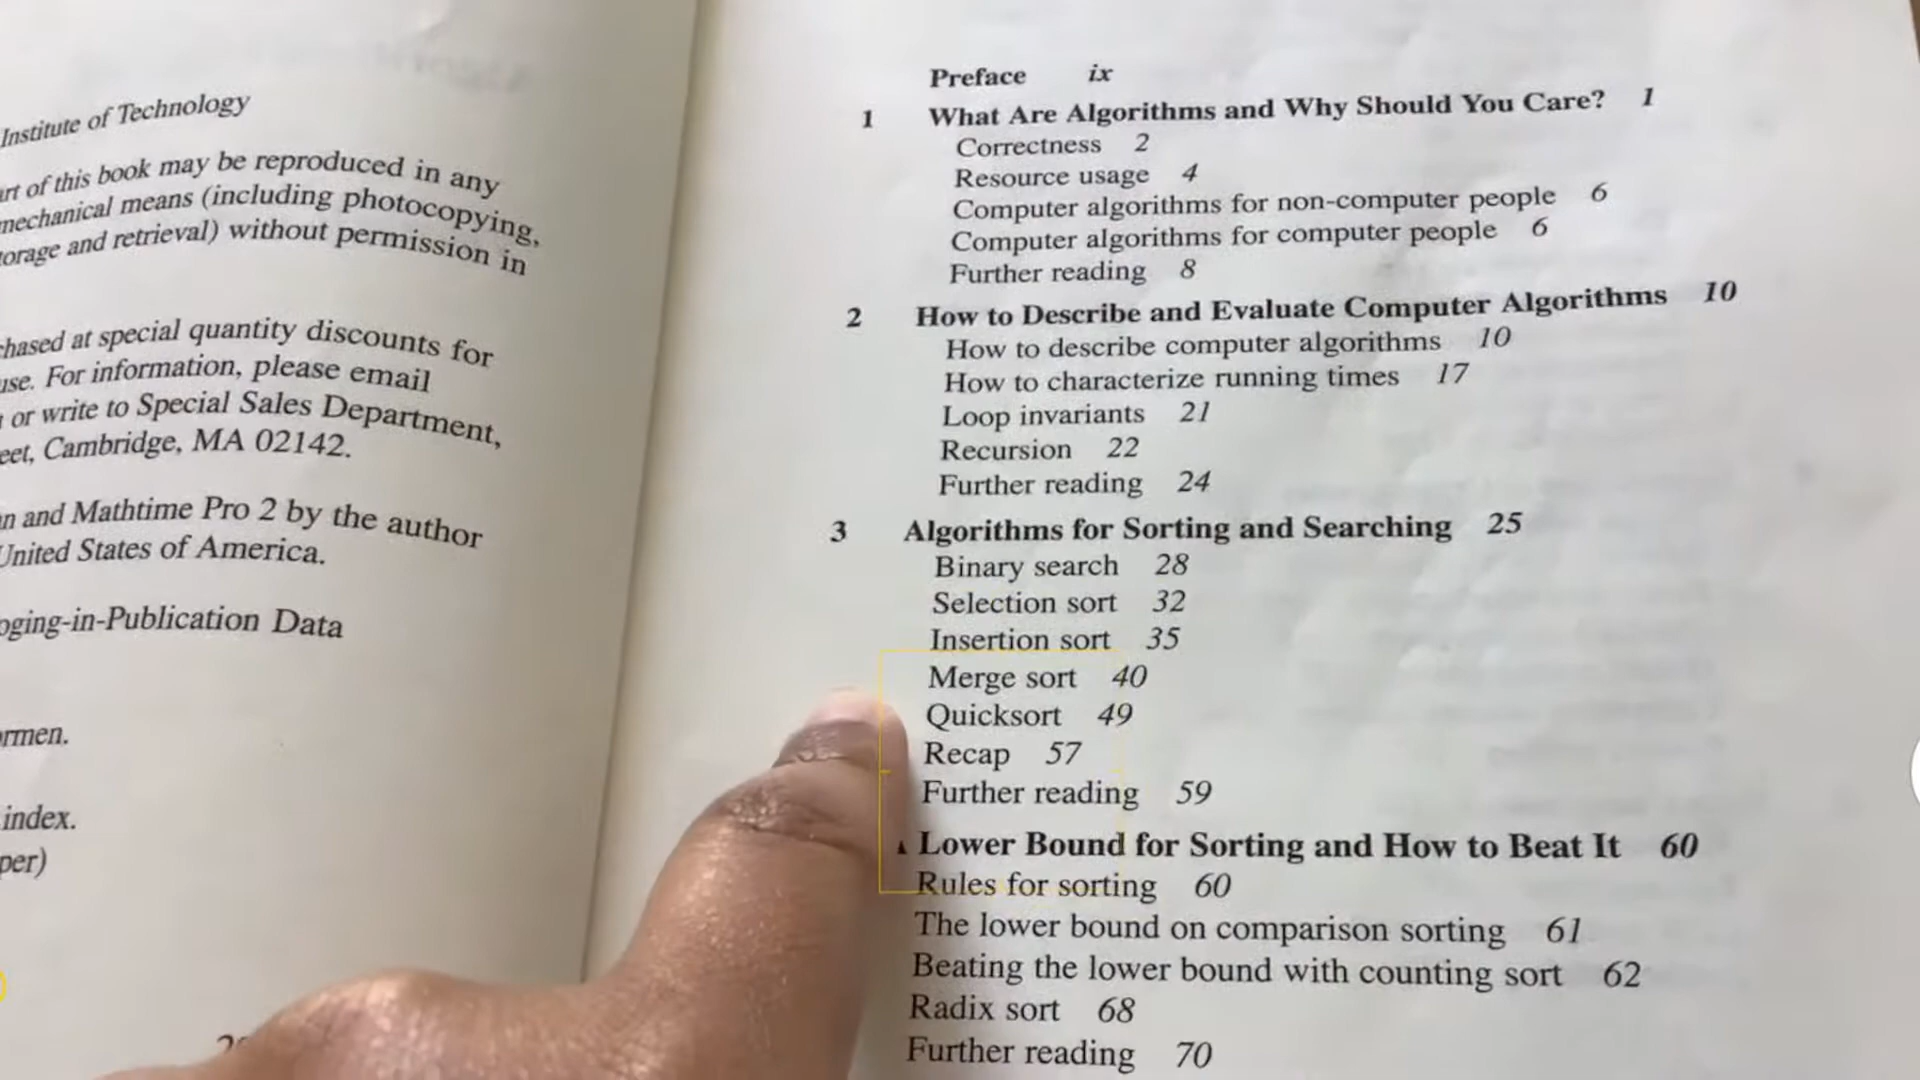 Institute of Technology
art of this book may be reproduced in any
mechanical means (including photocopying,
torage and retrieval) without permission in
chased at special quantity discounts for
use. For information, please email
or write to Special Sales Department,
eet, Cambridge, MA 02142.
n and Mathtime Pro 2 by the author
United States of America.
oging-in-Publication Data
ormen.
index.
per)
Preface ix
1 What Are Algorithms and Why Should You Care? 1
Correctness 2
Resource usage 4
Computer algorithms for non-computer people 6
Computer algorithms for computer people 6
Further reading 8
2 How to Describe and Evaluate Computer Algorithms 10
How to describe computer algorithms 10
How to characterize running times 17
Loop invariants 21
Recursion 22
Further reading 24
3 Algorithms for Sorting and Searching 25
Binary search 28
Selection sort 32
Insertion sort 35
Merge sort 40
Quicksort 49
Recap 57
Further reading 59
Lower Bound for Sorting and How to Beat It 60
Rules for sorting 60
The lower bound on comparison sorting 61
Beating the lower bound with counting sort 62
Radix sort 68
Further reading 70